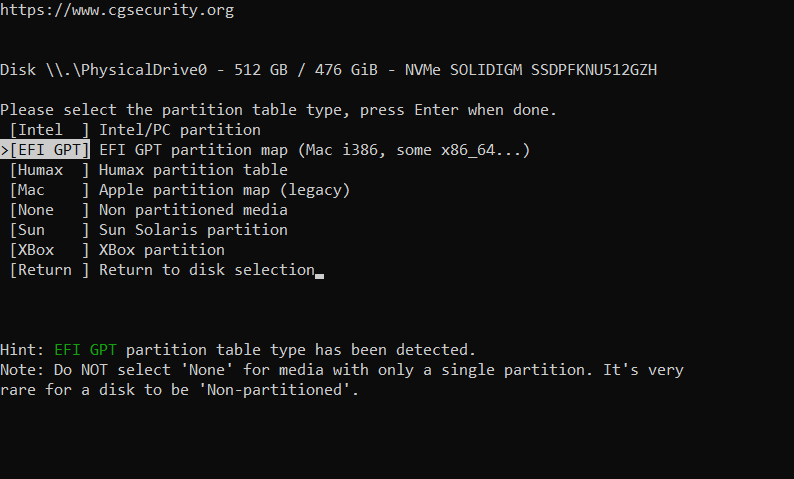 https://www.cgsecurity.org
Disk \\.\PhysicalDrive0 - 512 GB / 476 GiB - NVMe SOLIDIGM SSDPFKNU512GZH
Please select the partition table type, press Enter when done.
[Intel  ] Intel/PC partition
>[EFI GPT] EFI GPT partition map (Mac i386, some x86_64...)
[Humax  ] Humax partition table
[Mac    ] Apple partition map (legacy)
[None   ] Non partitioned media
[Sun    ] Sun Solaris partition
[XBox   ] XBox partition
[Return ] Return to disk selection
Hint: EFI GPT partition table type has been detected.
Note: Do NOT select 'None' for media with only a single partition. It's very
rare for a disk to be 'Non-partitioned'.